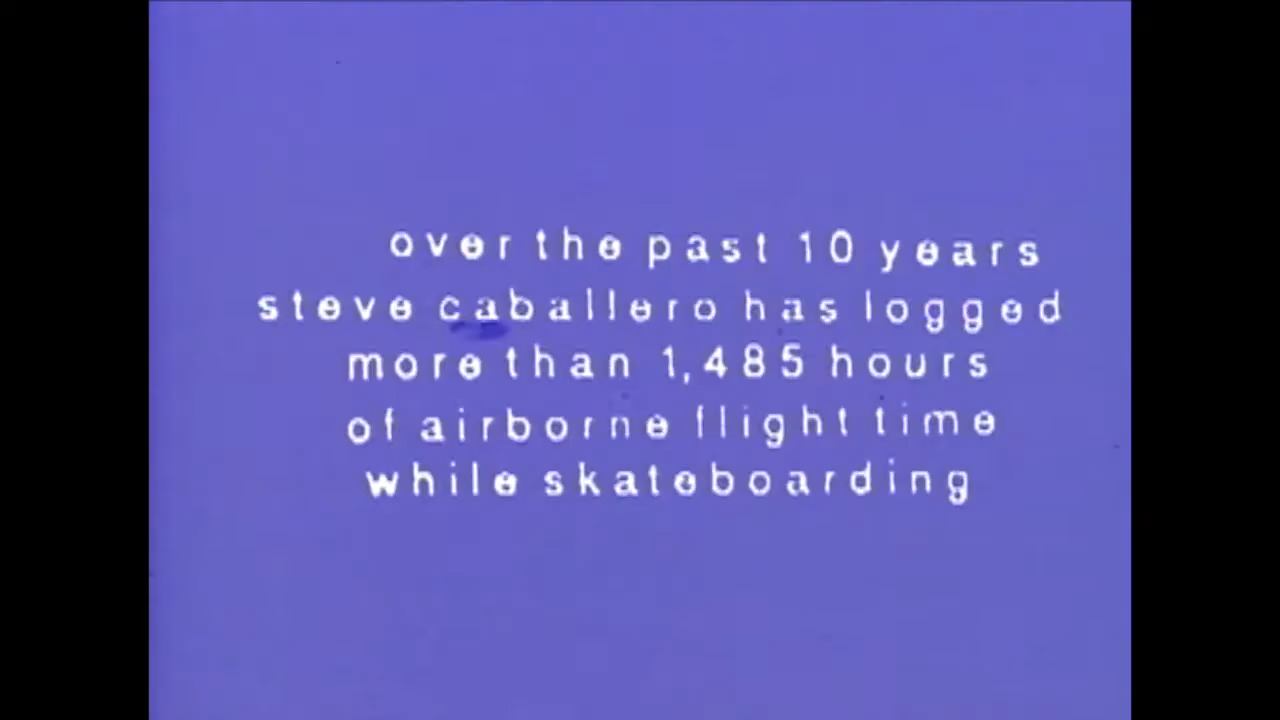 over the past 10 years
steve caballero has logged
more than 1,485 hours
of airborne flight time
while skateboarding